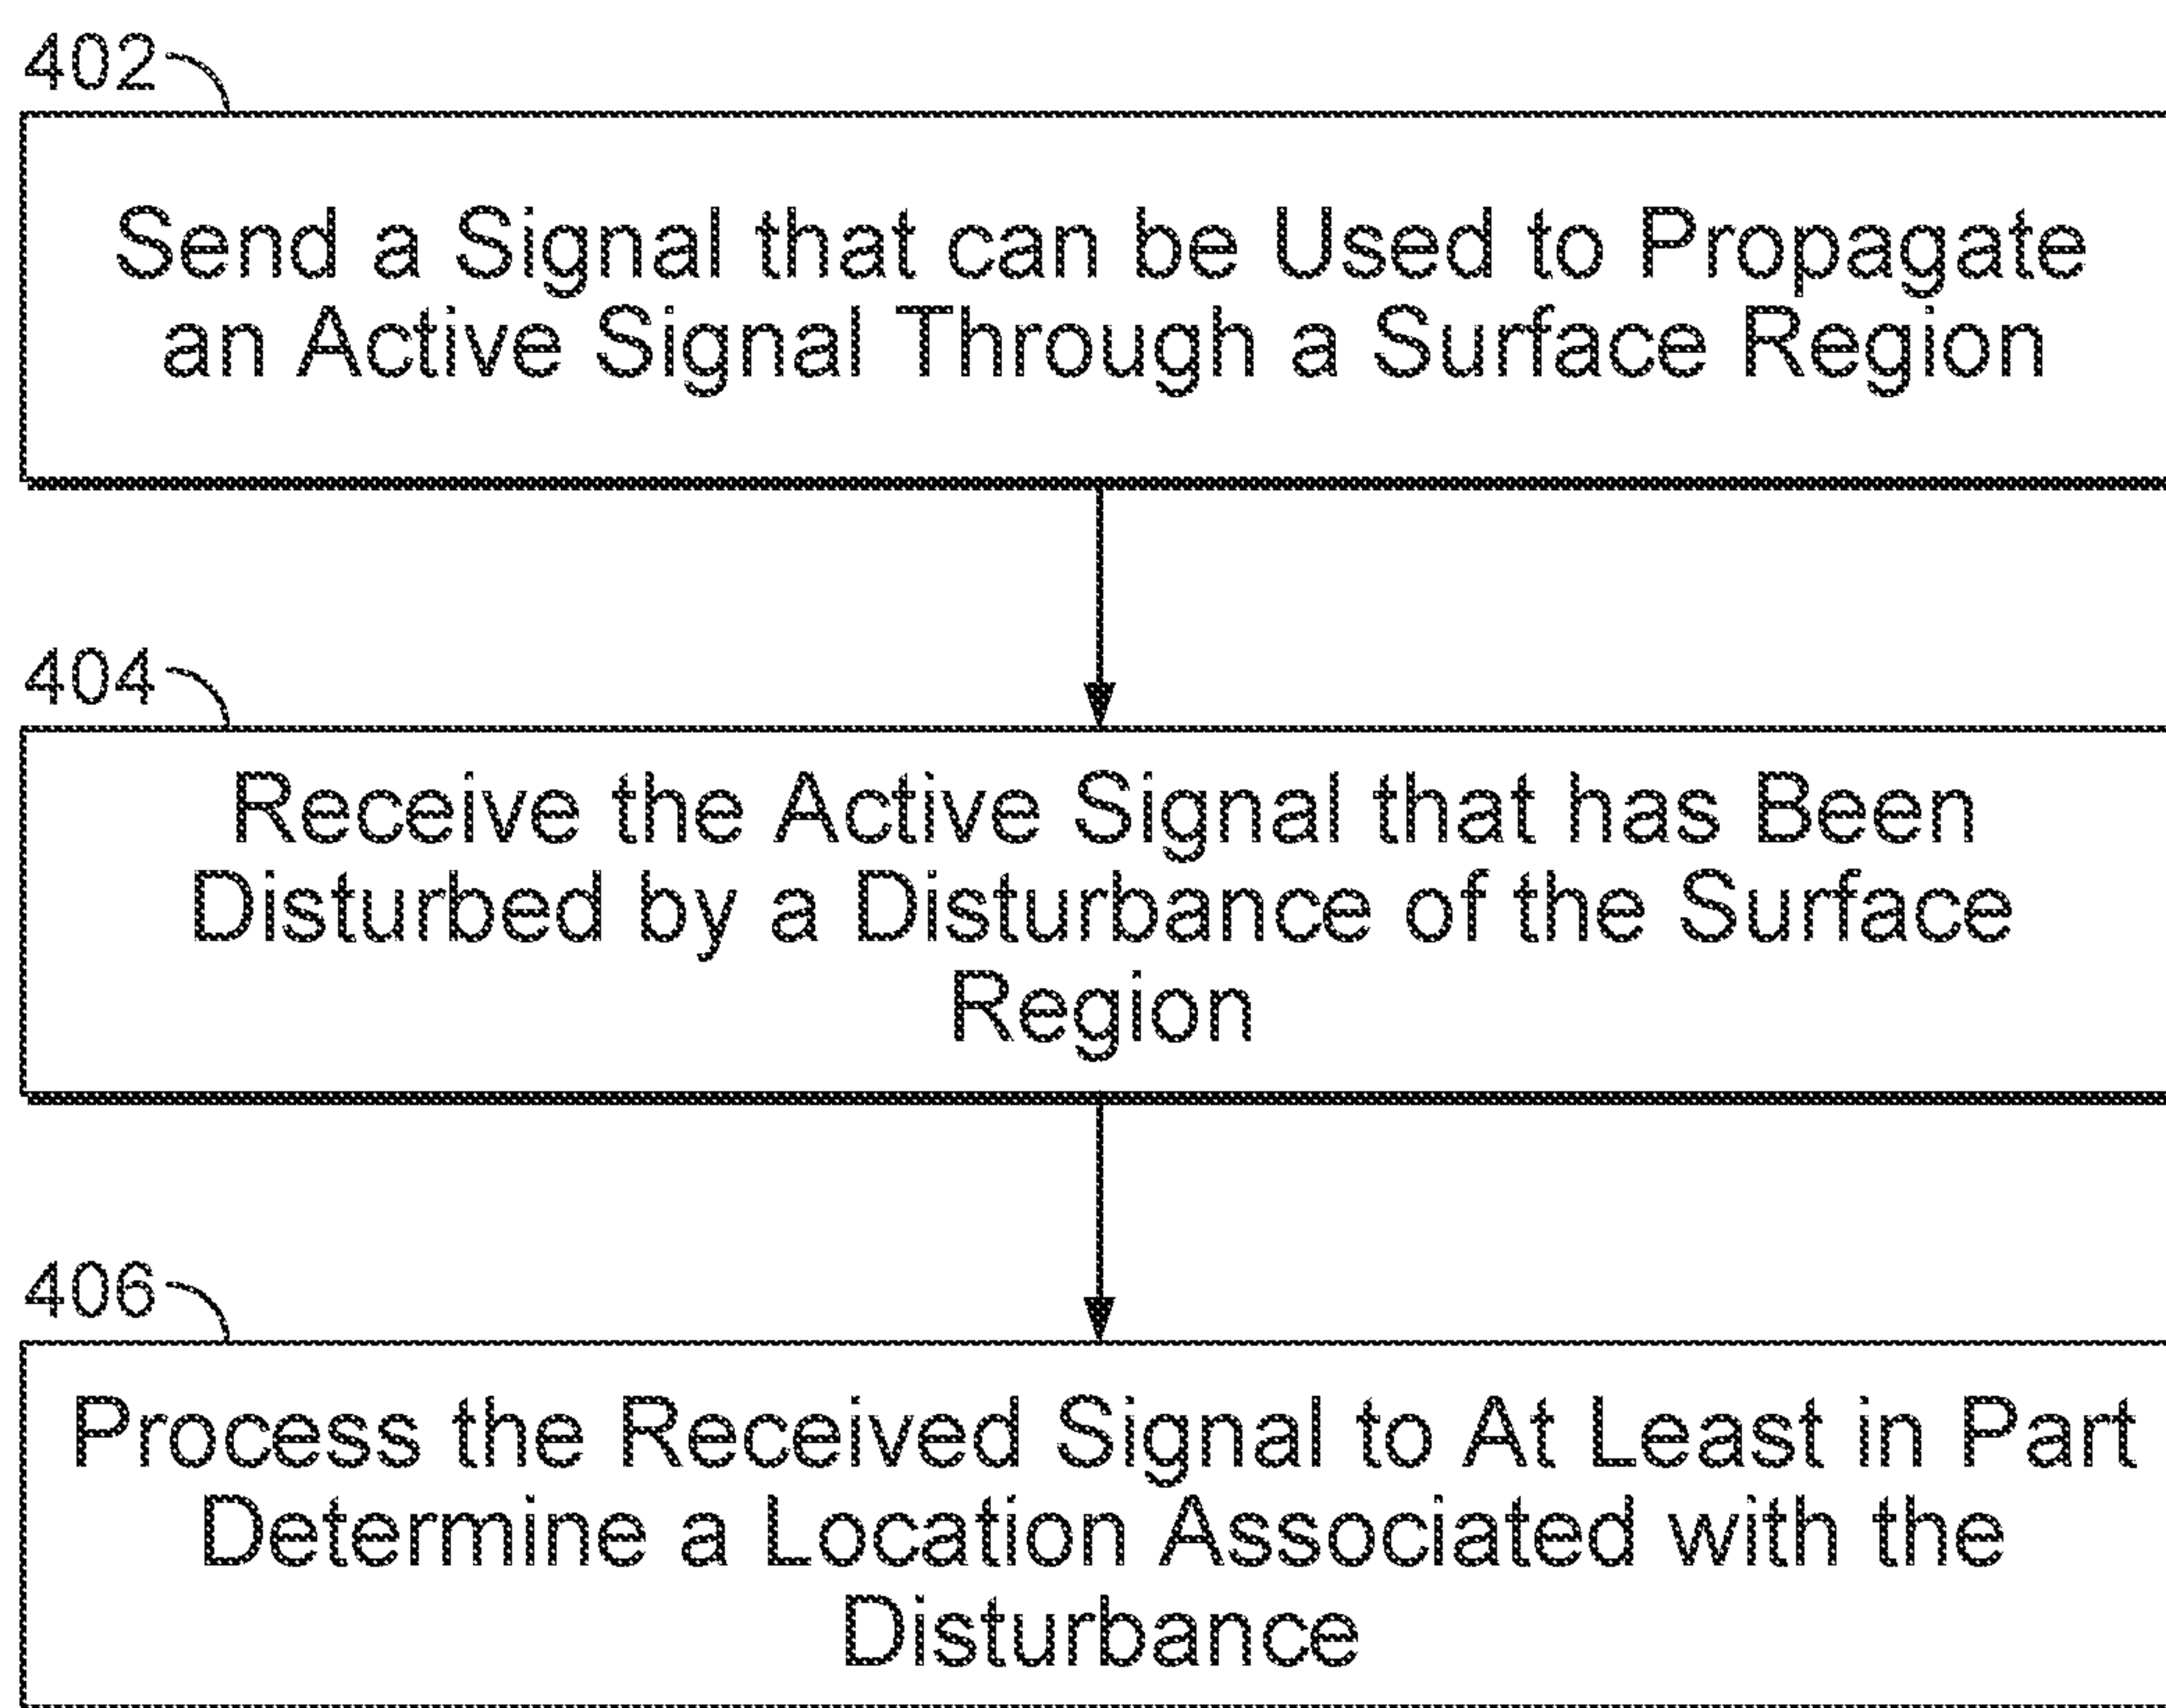 402
Send a Signal that can be Used to Propagate
an Active Signal Through a Surface Region
404
Receive the Active Signal that has Been
Disturbed by a Disturbance of the Surface
Region
406
Process the Received Signal to At Least in Part
Determine a Location Associated with the
Disturbance